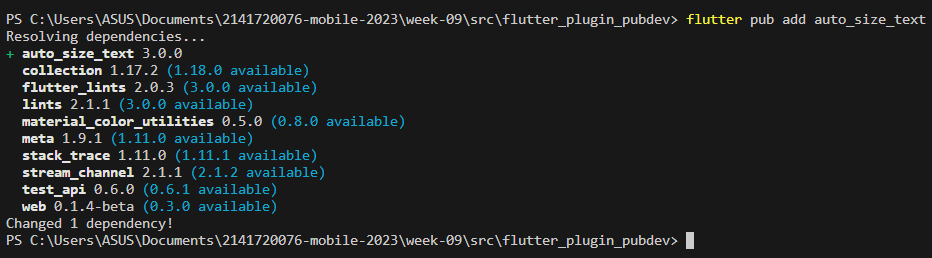 PS C:\Users\ASUS\Documents\2141720076-mobile-2023\week-09\src\flutter_plugin_pubdev> flutter pub add auto_size_text
Resolving dependencies...
+ auto_size_text 3.0.0
  collection 1.17.2 (1.18.0 available)
  flutter_lints 2.0.3 (3.0.0 available)
  lints 2.1.1 (3.0.0 available)
  material_color_utilities 0.5.0 (0.8.0 available)
  meta 1.9.1 (1.11.0 available)
  stack_trace 1.11.0 (1.11.1 available)
  stream_channel 2.1.1 (2.1.2 available)
  test_api 0.6.0 (0.6.1 available)
  web 0.1.4-beta (0.3.0 available)
Changed 1 dependency!
PS C:\Users\ASUS\Documents\2141720076-mobile-2023\week-09\src\flutter_plugin_pubdev>